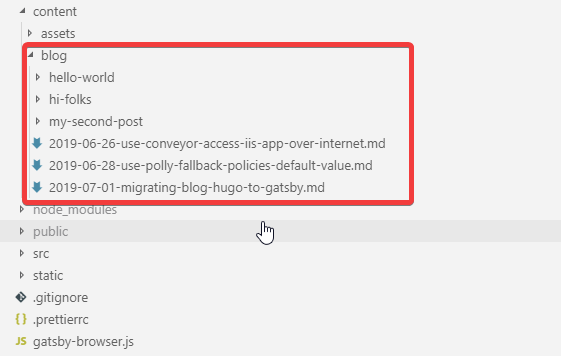 content
assets
blog
hello-world
hi-folks
my-second-post
2019-06-26-use-conveyor-access-iis-app-over-internet.md
2019-06-28-use-polly-fallback-policies-default-value.md
2019-07-01-migrating-blog-hugo-to-gatsby.md
node_modules
public
src
static
.gitignore
{ } .prettierrc
JS gatsby-browser.js